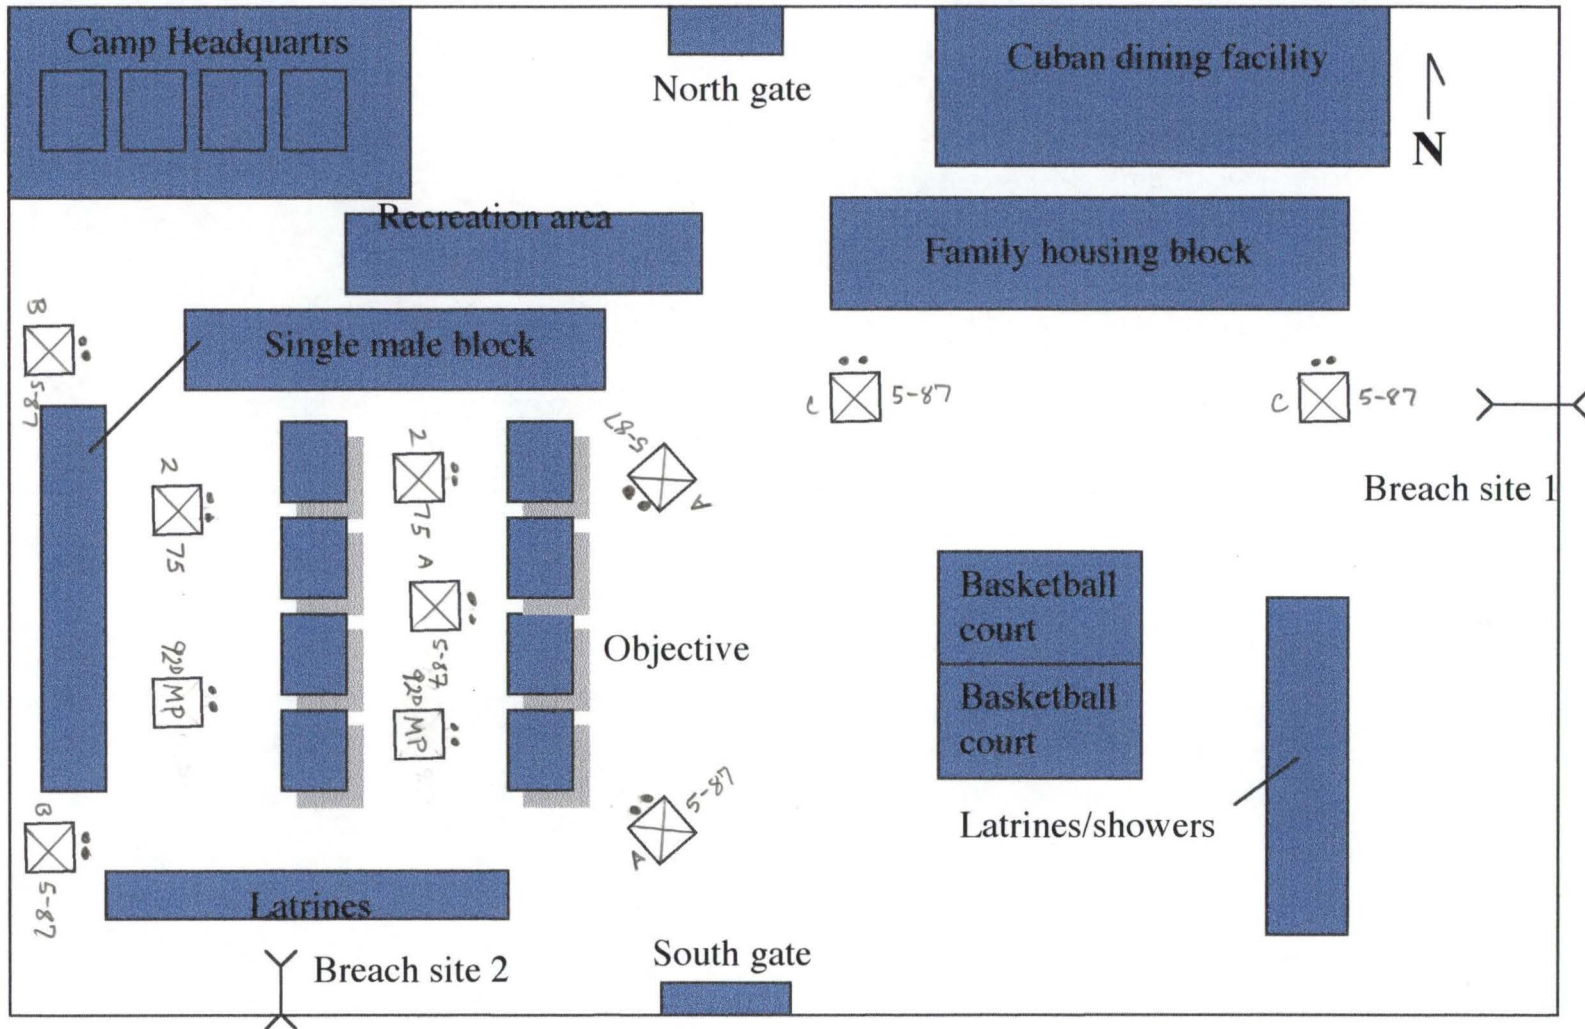 Camp Headquartrs
North gate
Cuban dining facility
N
Recreation area
Family housing block
Single male block
B
5-87
C
5-87
C
5-87
Breach site 1
2
75
2
75
5-87
A
A
5-87
92D
MP
92D
MP
Objective
Basketball
court
Basketball
court
5-87
A
Latrines/showers
B
5-87
Latrines
Breach site 2
South gate